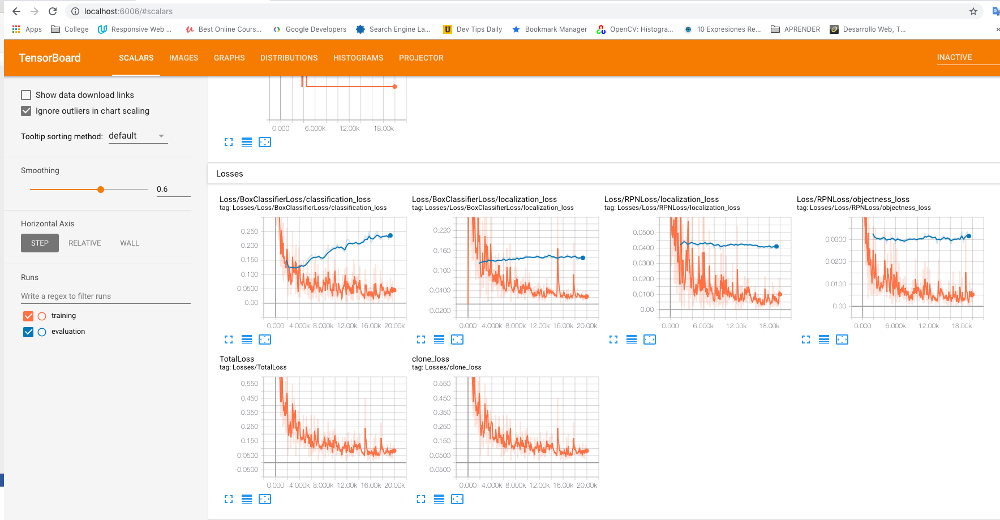 localhost:6006/#scalars
Apps College Responsive Web ... Best Online Cours... Google Developers Search Engine La... Dev Tips Daily Bookmark Manager OpenCV: Histogra... 10 Expresiones Re... APRENDER Desarrollo Web, T... »
TensorBoard SCALARS IMAGES GRAPHS DISTRIBUTIONS HISTOGRAMS PROJECTOR INACTIVE
Show data download links
Ignore outliers in chart scaling
Tooltip sorting method: default
Smoothing
0.6
Horizontal Axis
STEP RELATIVE WALL
Runs
Write a regex to filter runs
training
evaluation
0.000 6.000k 12.00k 18.00k
Losses
Loss/BoxClassifierLoss/classification_loss
tag: Losses/Loss/BoxClassifierLoss/classification_loss
0.250
0.200
0.150
0.100
0.0500
0.00
0.000 4.000k 8.000k 12.00k 16.00k 20.00k
Loss/BoxClassifierLoss/localization_loss
tag: Losses/Loss/BoxClassifierLoss/localization_loss
0.220
0.160
0.100
0.0400
-0.0200
0.000 4.000k 8.000k 12.00k 16.00k 20.00k
Loss/RPNLoss/localization_loss
tag: Losses/Loss/RPNLoss/localization_loss
0.0500
0.0400
0.0300
0.0200
0.0100
0.00
0.000 6.000k 12.00k 18.00k
Loss/RPNLoss/objectness_loss
tag: Losses/Loss/RPNLoss/objectness_loss
0.0300
0.0200
0.0100
0.00
0.000 6.000k 12.00k 18.00k
TotalLoss
tag: Losses/TotalLoss
0.550
0.450
0.350
0.250
0.150
0.0500
-0.0500
0.000 4.000k 8.000k 12.00k 16.00k 20.00k
clone_loss
tag: Losses/clone_loss
0.550
0.450
0.350
0.250
0.150
0.0500
-0.0500
0.000 4.000k 8.000k 12.00k 16.00k 20.00k